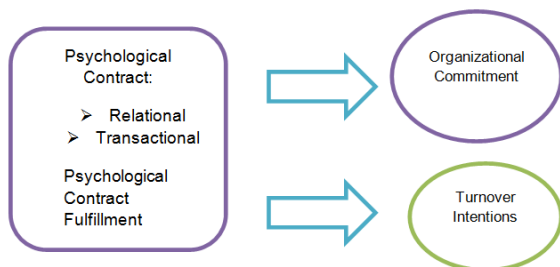 Psychological
Contract:
➢ Relational
➢ Transactional
Psychological
Contract
Fulfillment
Organizational
Commitment
Turnover
Intentions